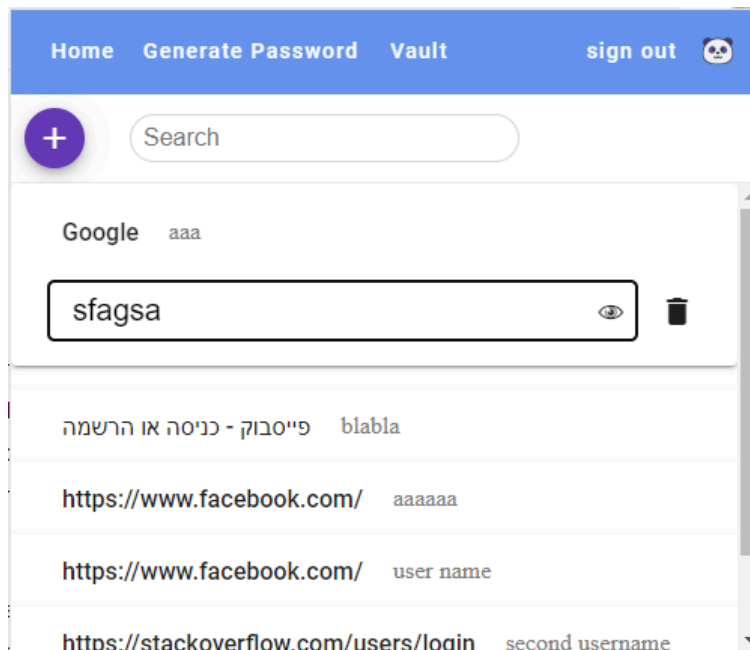 Home Generate Password Vault sign out
+ Search
Google aaa
sfagsa
פייסבוק - כניסה או הרשמה blabla
https://www.facebook.com/ aaaaaa
https://www.facebook.com/ user name
https://stackoverflow.com/users/login second username